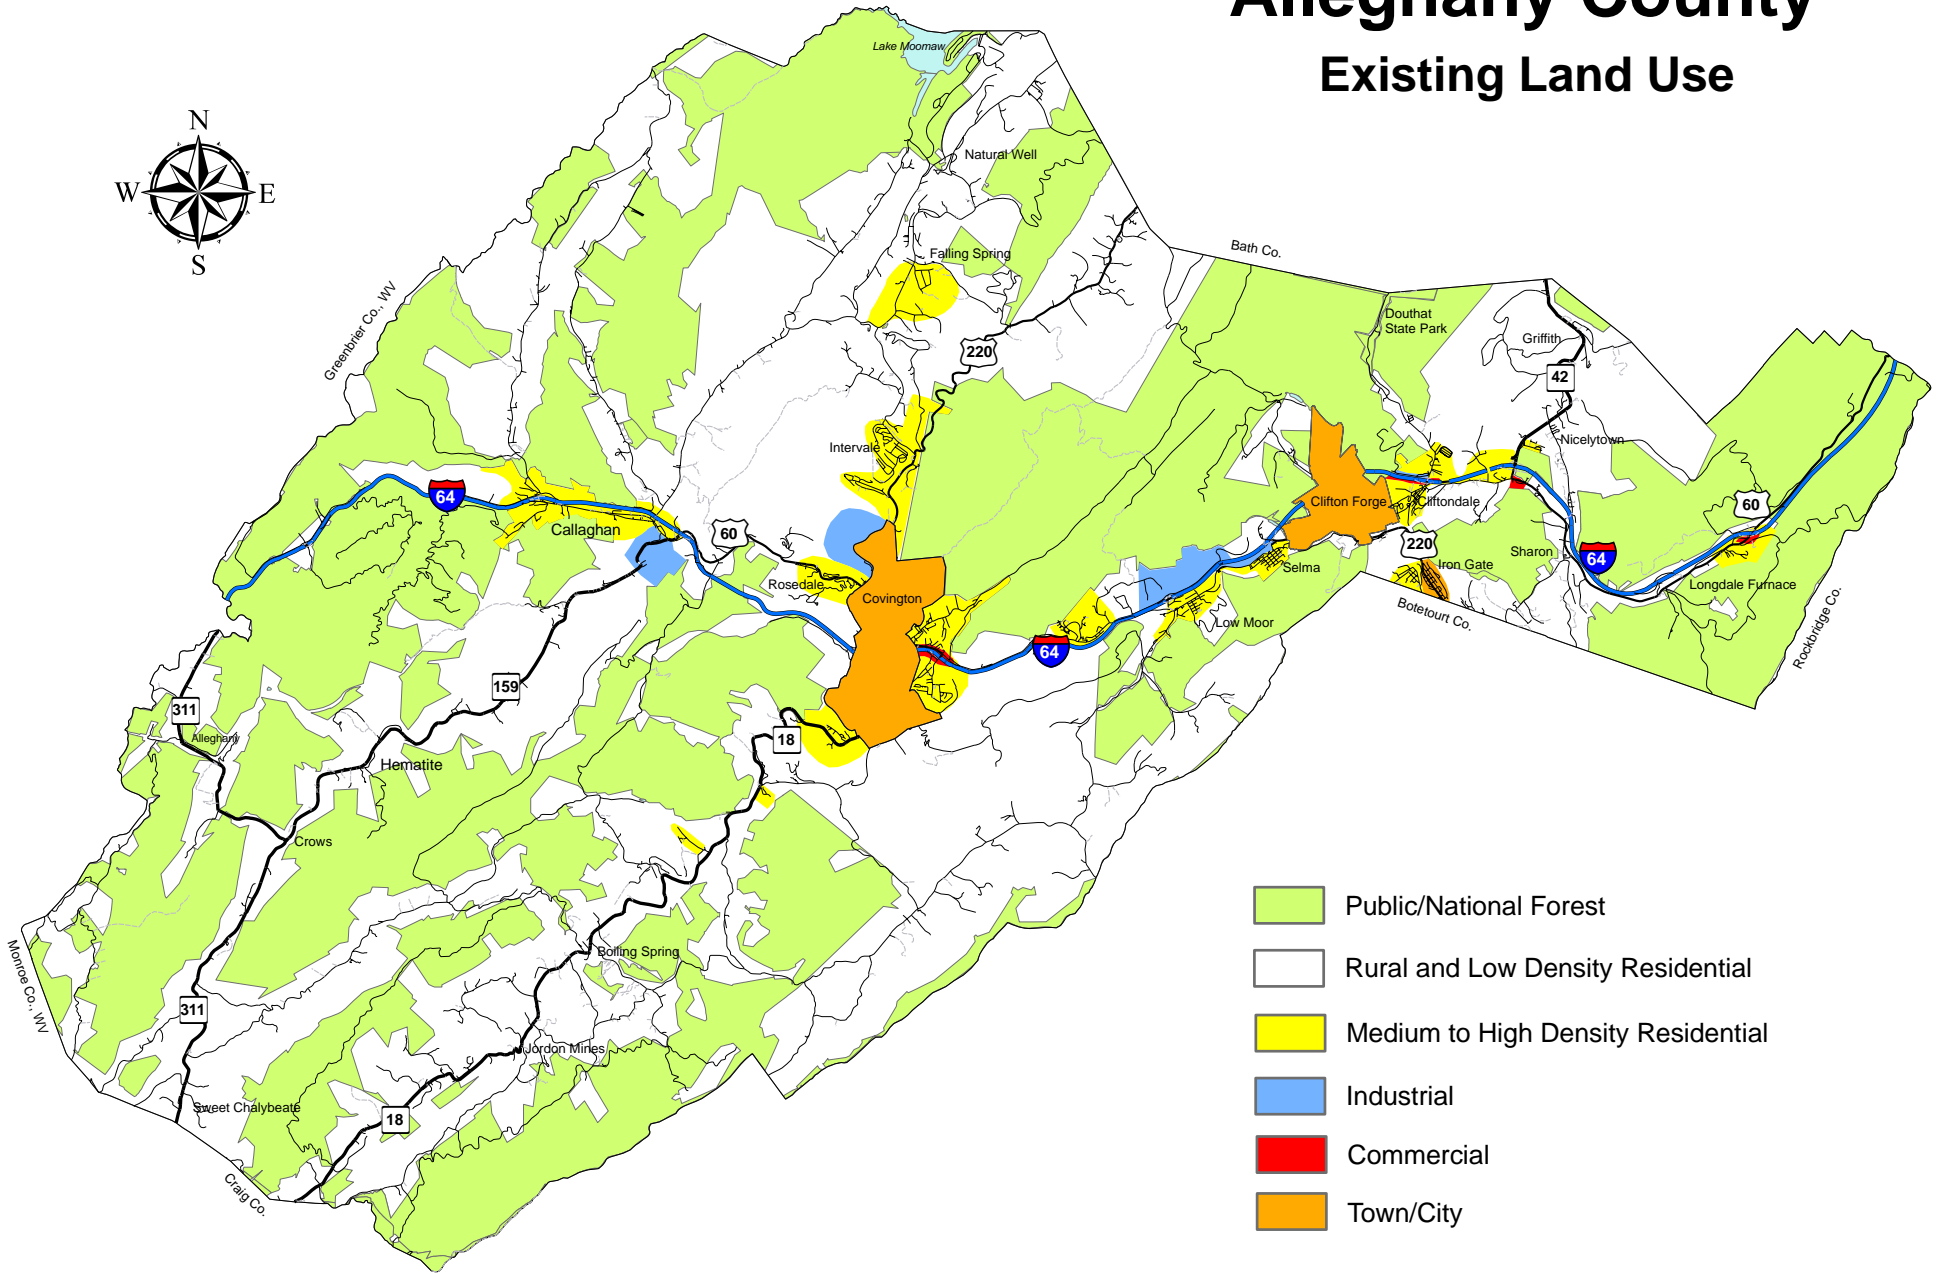 Alleghany County
Existing Land Use
Lake Moomaw
N
W
E
S
Natural Well
Bath Co.
Falling Spring
Greenbrier Co., WV
Douthat
State Park
Griffith
220
42
Intervale
Nicelytown
64
Callaghan
60
Clifton Forge
Cliftondale
60
220
Sharon
64
Iron Gate
Selma
Rosedale
Covington
Longdale Furnace
Botetourt Co.
Low Moor
Rockbridge Co.
64
159
311
Alleghany
18
Hematite
Crows
Public/National Forest
Boiling Spring
Rural and Low Density Residential
Monroe Co., WV
311
Medium to High Density Residential
Jordon Mines
Industrial
Sweet Chalybeate
18
Commercial
Craig Co.
Town/City